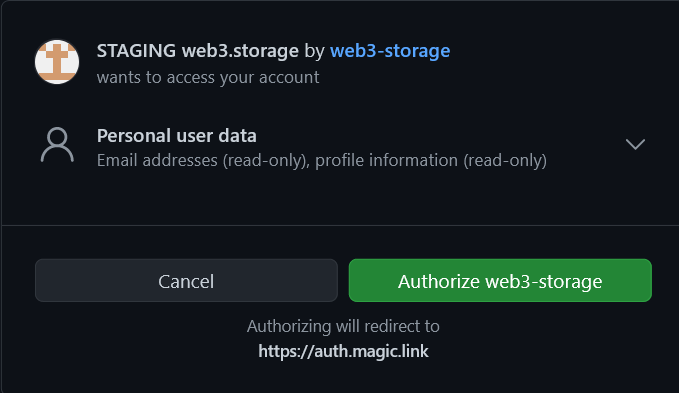 STAGING web3.storage by web3-storage
wants to access your account
Personal user data
Email addresses (read-only), profile information (read-only)
Cancel
Authorize web3-storage
Authorizing will redirect to
https://auth.magic.link